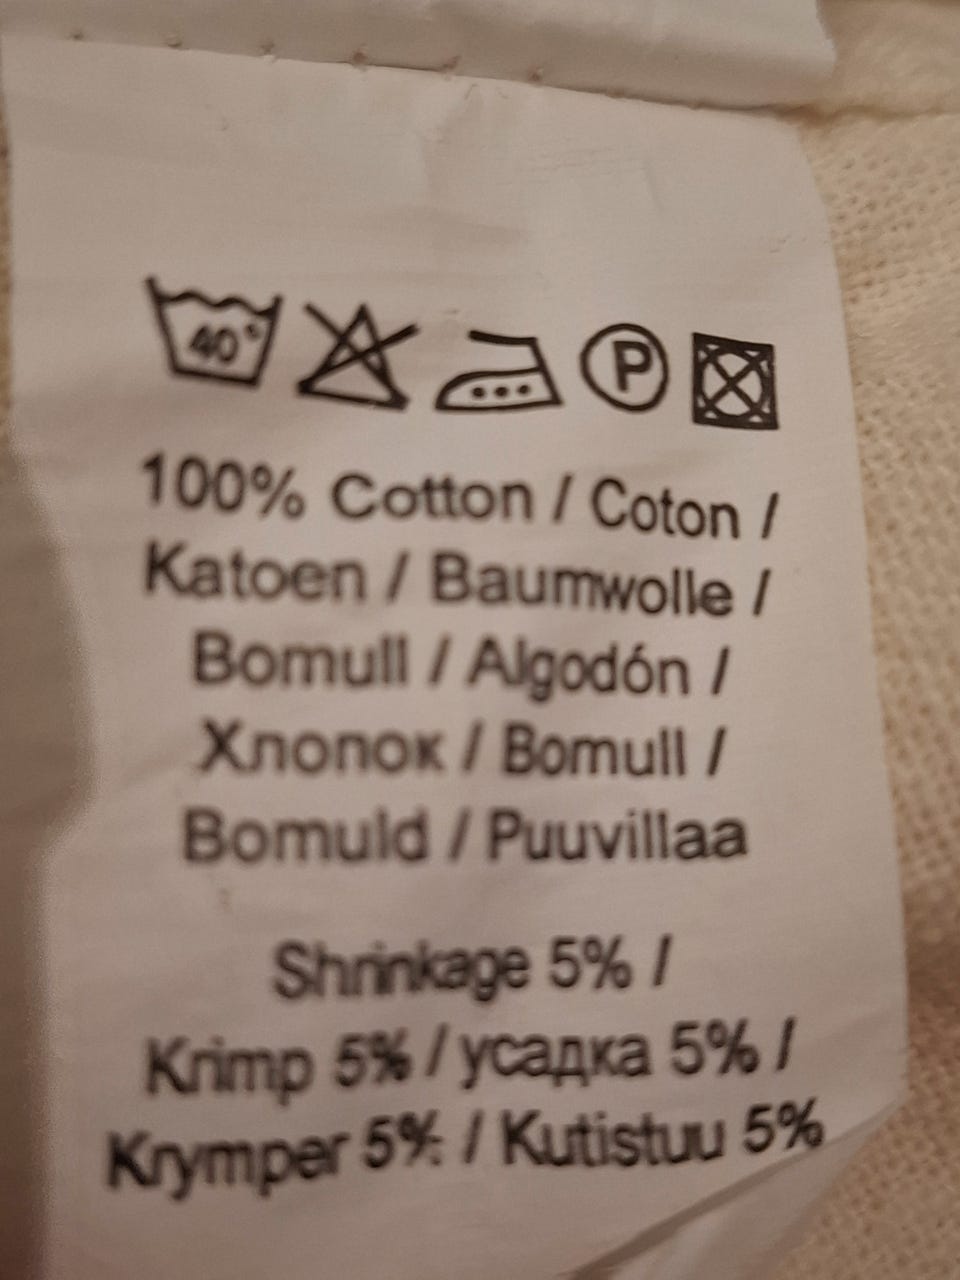 40°
P
100% Cotton / Coton /
Katoen / Baumwolle /
Bomull / Algodón /
Хлопок / Bomull /
Bomuld / Puuvillaa
Shrinkage 5% /
Krimp 5% / усадка 5% /
Krymper 5% / Kutistuu 5%